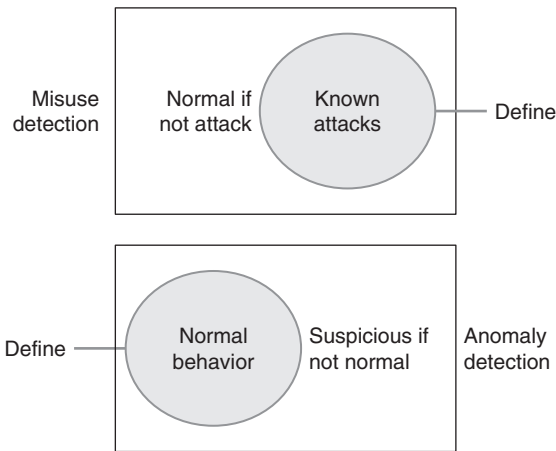 Misuse
detection
Normal if
not attack
Known
attacks
Define
Define
Normal
behavior
Suspicious if
not normal
Anomaly
detection